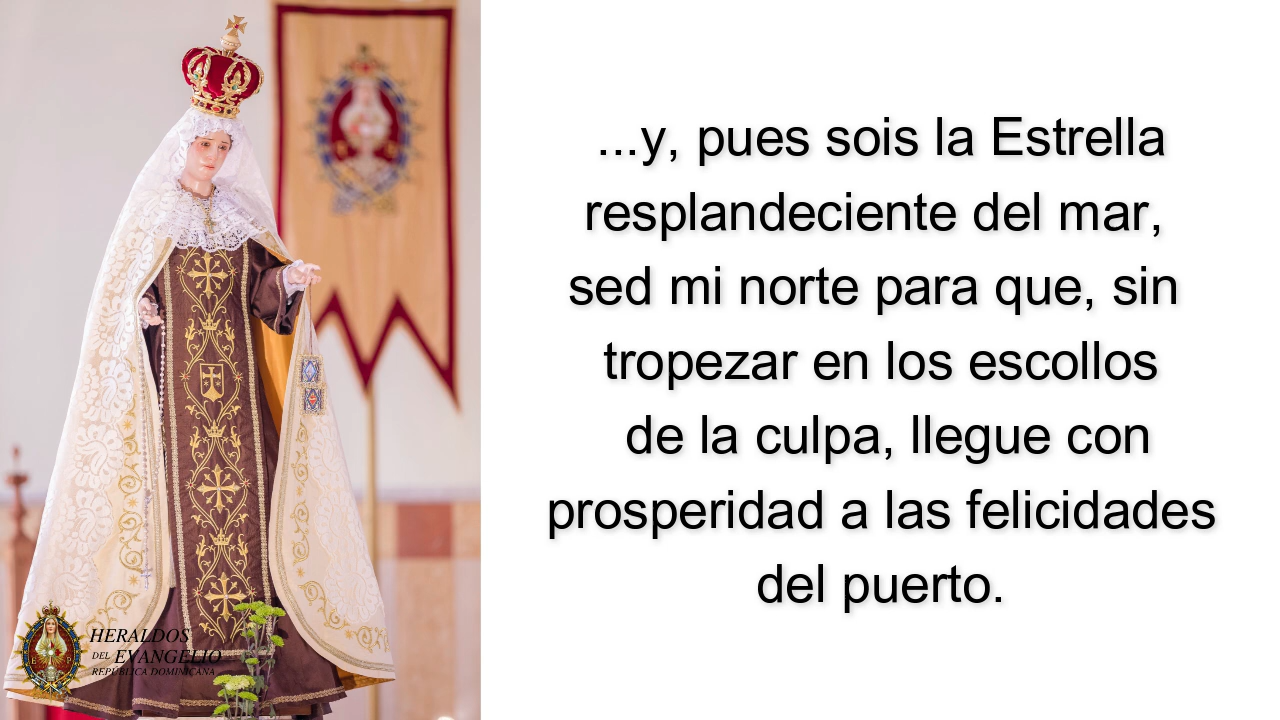 ...y, pues sois la Estrella
resplandeciente del mar,
sed mi norte para que, sin
tropezar en los escollos
de la culpa, llegue con
prosperidad a las felicidades
del puerto.
HERALDOS
DEL EVANGELIO
REPÚBLICA DOMINICANA